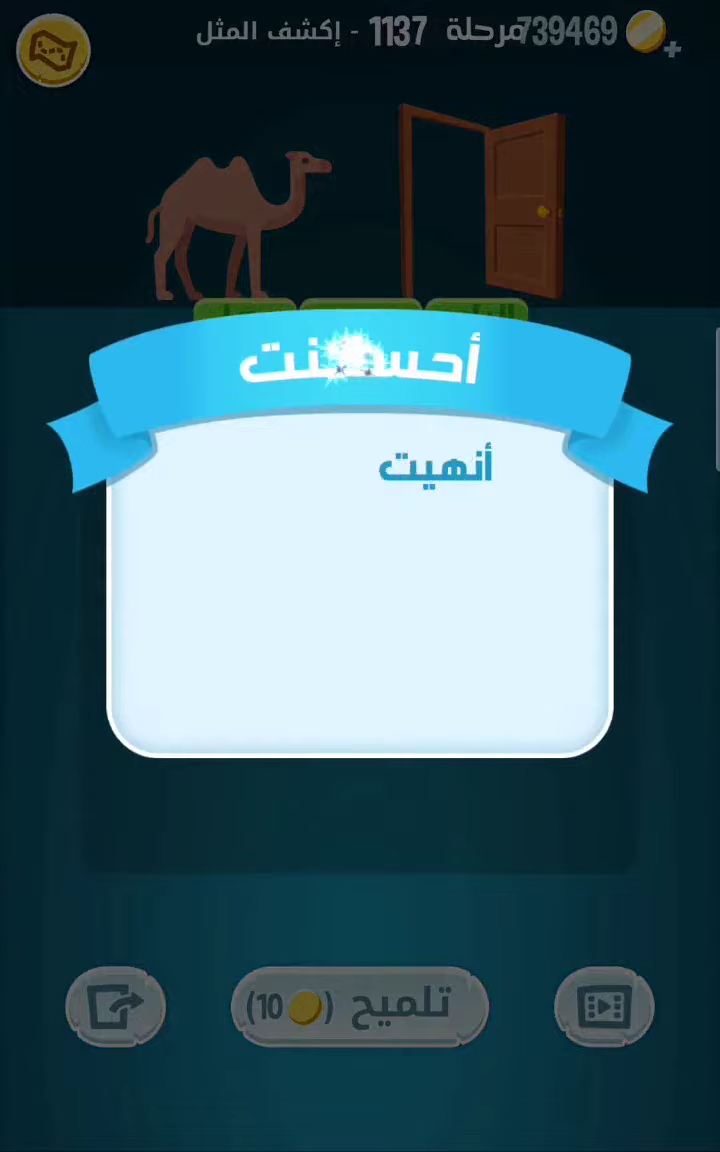 739469 مرحلة 1137 - إكشف المثل
أحسنت
أنهيت
تلميح (10)